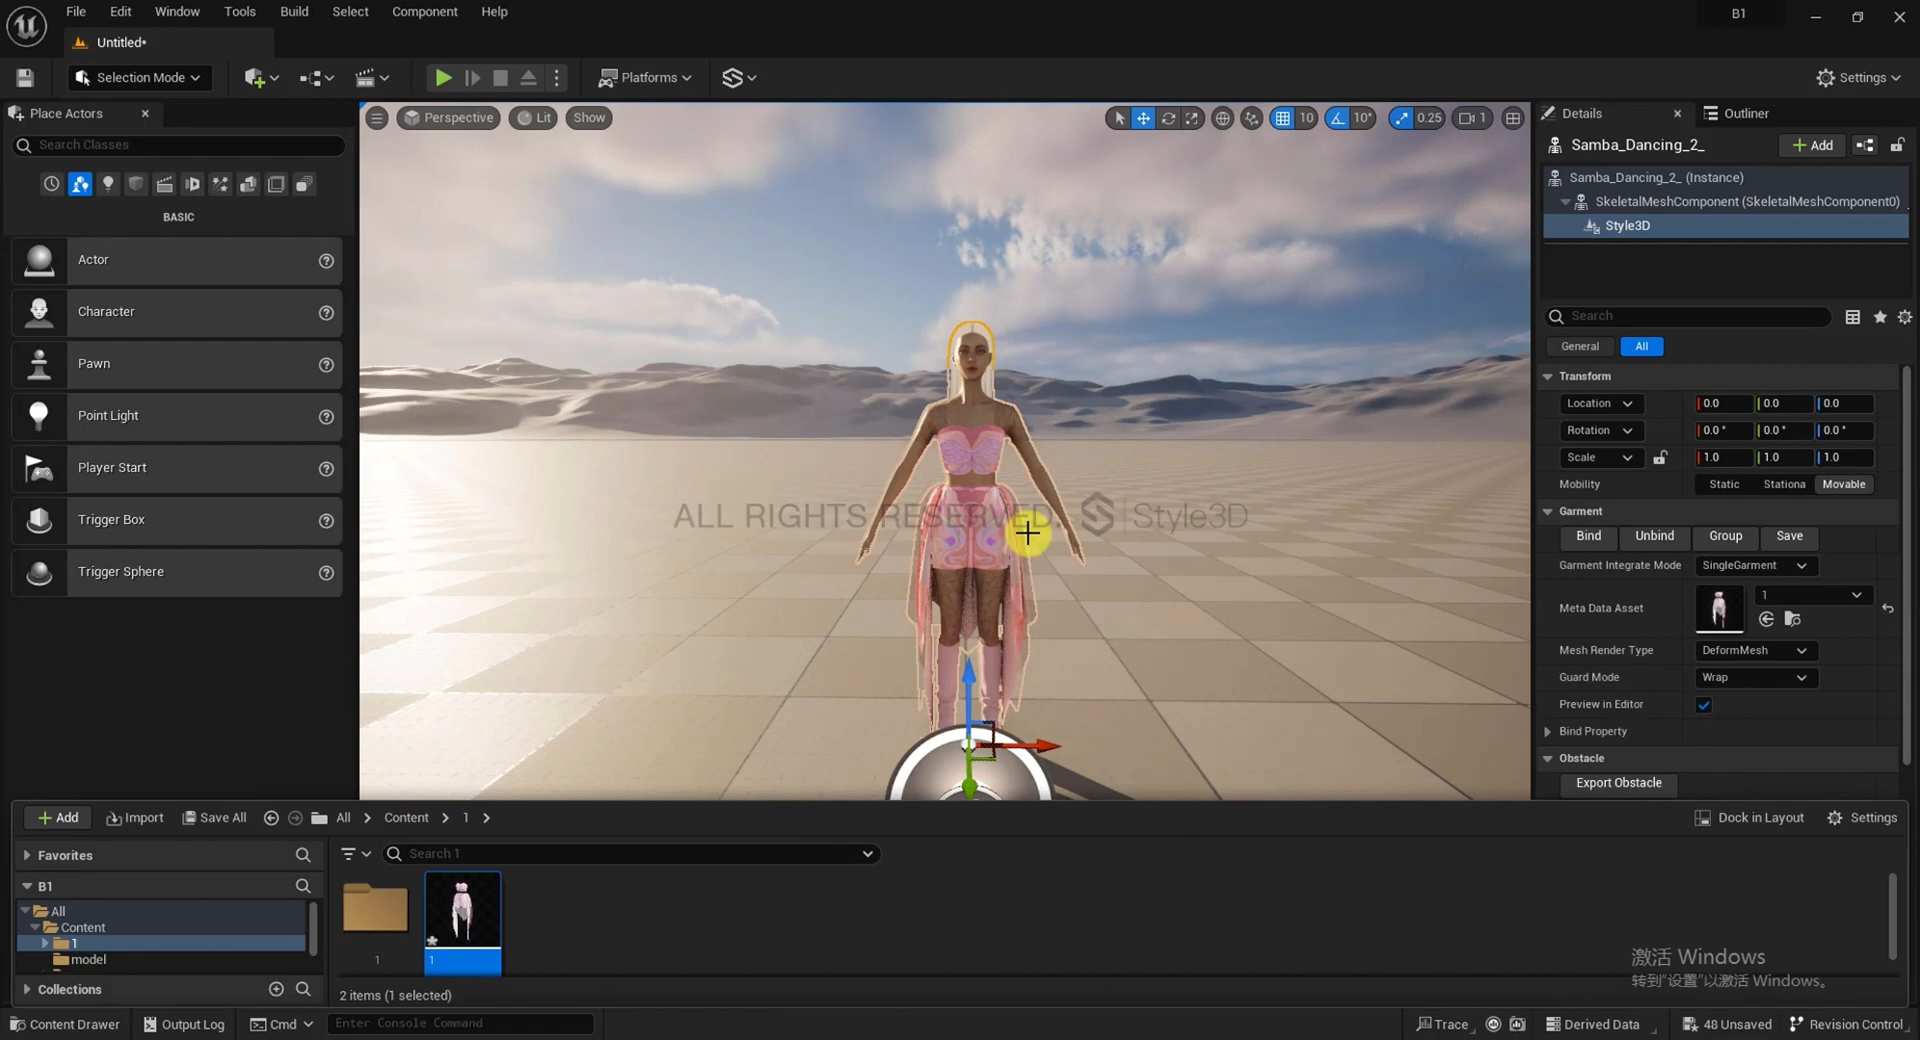 File Edit Window Tools Build Select Component Help
B1
Untitled•
Selection Mode
Platforms
Settings
Place Actors
Search Classes
BASIC
Actor
Character
Pawn
Point Light
Player Start
Trigger Box
Trigger Sphere
Perspective Lit Show
10 10° 0.25 1
ALL RIGHTS RESERVED. Style3D
Details Outliner
Samba_Dancing_2_ Add
Samba_Dancing_2_ (Instance)
SkeletalMeshComponent (SkeletalMeshComponent0)
Style3D
Search
General All
Transform
Location 0.0 0.0 0.0
Rotation 0.0 ° 0.0 ° 0.0 °
Scale 1.0 1.0 1.0
Mobility Static Stationa Movable
Garment
Bind Unbind Group Save
Garment Integrate Mode SingleGarment
Meta Data Asset 1
Mesh Render Type DeformMesh
Guard Mode Wrap
Preview in Editor
Bind Property
Obstacle
Export Obstacle
Add Import Save All All Content 1
Dock in Layout Settings
Favorites
B1
All
Content
1
model
Collections
Search 1
1
1
2 items (1 selected)
激活 Windows
转到"设置"以激活 Windows。
Content Drawer Output Log Cmd Enter Console Command
Trace Derived Data 48 Unsaved Revision Control